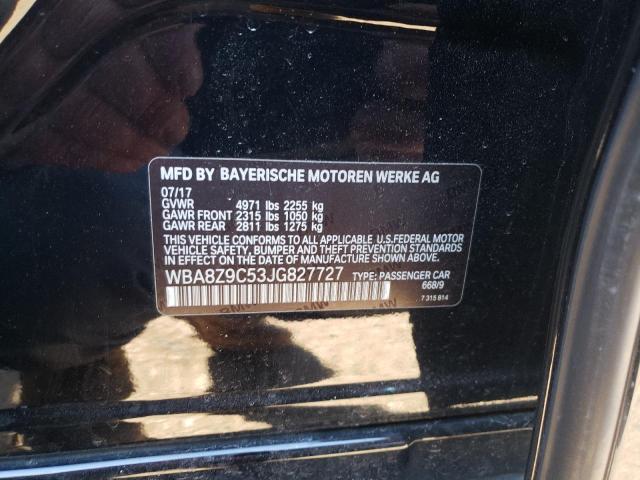 MFD BY BAYERISCHE MOTOREN WERKE AG
07/17
GVWR 4971 lbs 2255 kg
GAWR FRONT 2315 lbs 1050 kg
GAWR REAR 2811 lbs 1275 kg
THIS VEHICLE CONFORMS TO ALL APPLICABLE U.S.FEDERAL MOTOR
VEHICLE SAFETY, BUMPER AND THEFT PREVENTION STANDARDS
IN EFFECT ON THE DATE OF MANUFACTURE SHOWN ABOVE.
WBA8Z9C53JG827727 TYPE: PASSENGER CAR
668/9
7 315 814
BMW BMW BMW